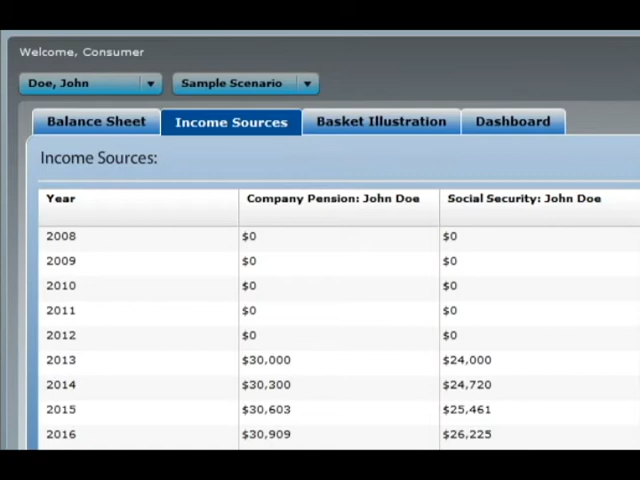 Welcome, Consumer
Doe, John Sample Scenario
Balance Sheet Income Sources Basket Illustration Dashboard
Income Sources:
Year Company Pension: John Doe Social Security: John Doe
2008 $0 $0
2009 $0 $0
2010 $0 $0
2011 $0 $0
2012 $0 $0
2013 $30,000 $24,000
2014 $30,300 $24,720
2015 $30,603 $25,461
2016 $30,909 $26,225